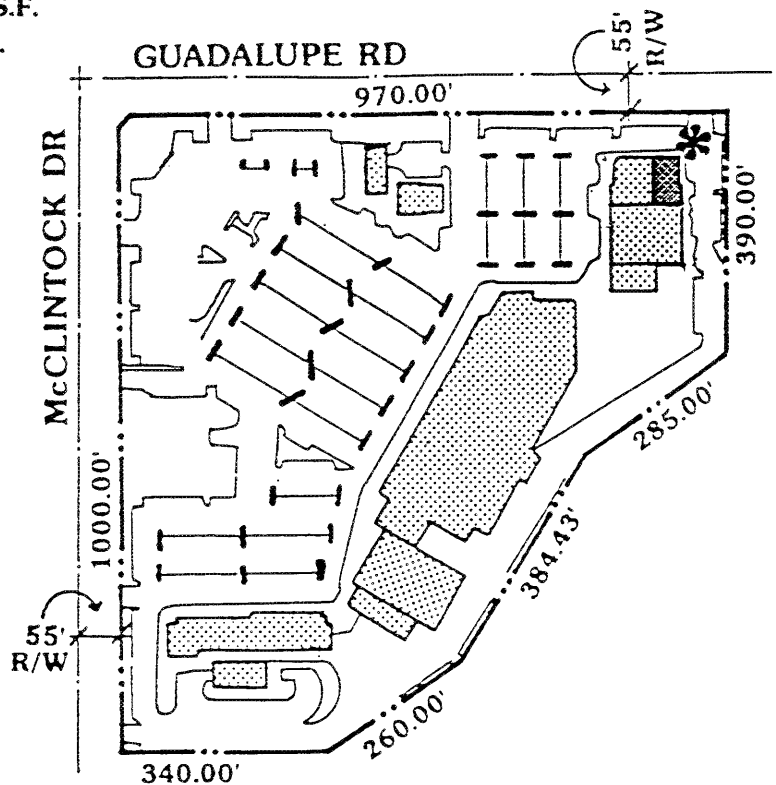 S.F.
GUADALUPE RD
55'
R/W
970.00'
McCLINTOCK DR
390.00'
285.00'
1000.00'
384.43'
55'
R/W
260.00'
340.00'